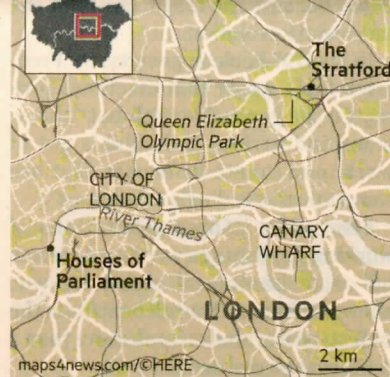 The
Stratford
Queen Elizabeth
Olympic Park
CITY OF
LONDON
River Thames
CANARY
WHARF
Houses of
Parliament
LONDON
maps4news.com/©HERE
2 km